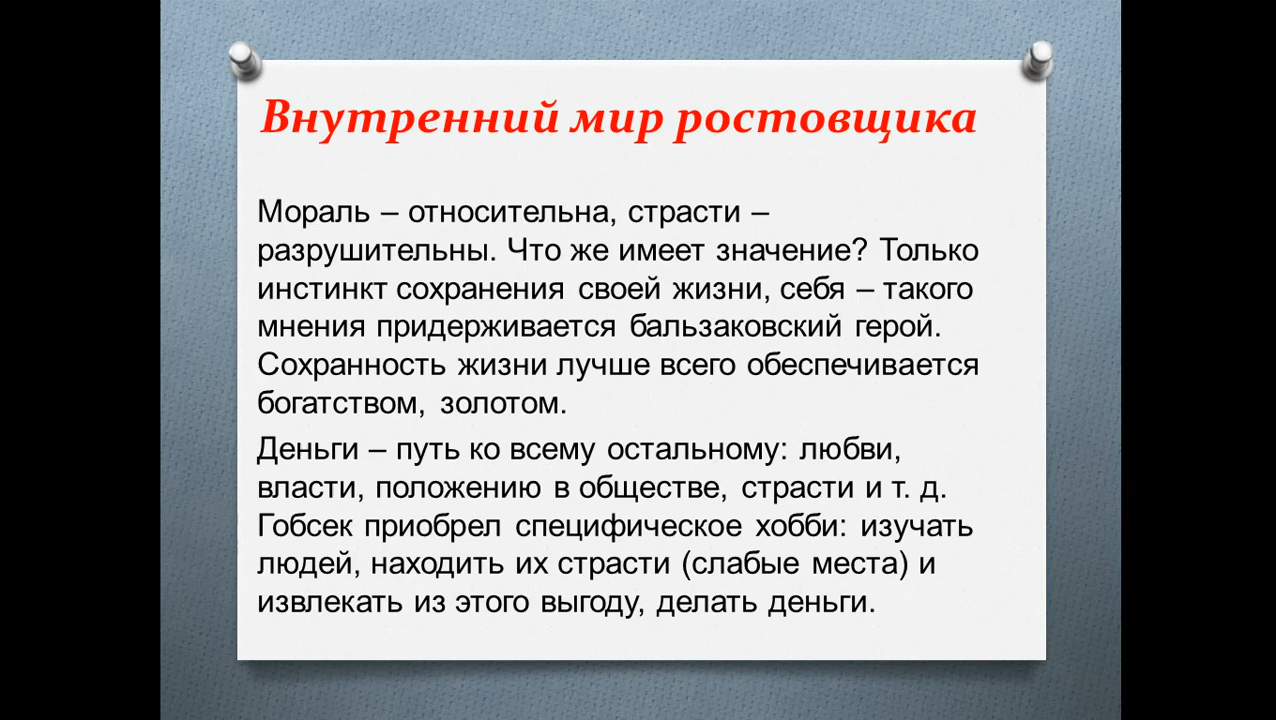 Внутренний мир ростовщика
Мораль – относительна, страсти –
разрушительны. Что же имеет значение? Только
инстинкт сохранения своей жизни, себя – такого
мнения придерживается бальзаковский герой.
Сохранность жизни лучше всего обеспечивается
богатством, золотом.
Деньги – путь ко всему остальному: любви,
власти, положению в обществе, страсти и т. д.
Гобсек приобрел специфическое хобби: изучать
людей, находить их страсти (слабые места) и
извлекать из этого выгоду, делать деньги.